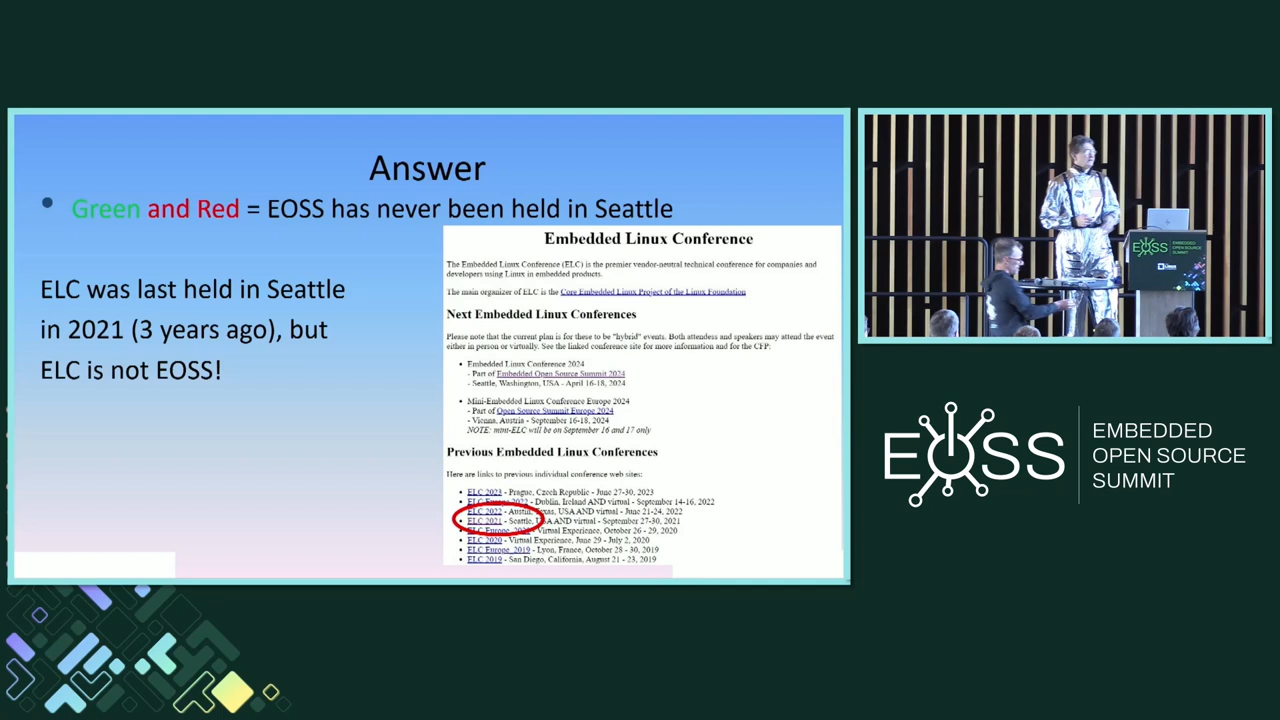 Answer
• Green and Red = EOSS has never been held in Seattle
ELC was last held in Seattle
in 2021 (3 years ago), but
ELC is not EOSS!
Embedded Linux Conference
The Embedded Linux Conference (ELC) is the premier vendor-neutral technical conference for companies and
developers using Linux in embedded products.
The main organizer of ELC is the Core Embedded Linux Project of the Linux Foundation
Next Embedded Linux Conferences
Please note that the current plan is for these to be "hybrid" events. Both attendees and speakers may attend the event
either in person or virtually. See the linked conference site for more information and for the CFP:
• Embedded Linux Conference 2024
- Part of Embedded Open Source Summit 2024
- Seattle, Washington, USA - April 16-18, 2024
• Mini-Embedded Linux Conference Europe 2024
- Part of Open Source Summit Europe 2024
- Vienna, Austria - September 16-18, 2024
NOTE: mini-ELC will be on September 16 and 17 only
Previous Embedded Linux Conferences
Here are links to previous individual conference web sites:
• ELC 2023 - Prague, Czech Republic - June 27-30, 2023
• ELC Europe 2022 - Dublin, Ireland AND virtual - September 14-16, 2022
• ELC 2022 - Austin, Texas, USA AND virtual - June 21-24, 2022
• ELC 2021 - Seattle, USA AND virtual - September 27-30, 2021
• ELC Europe 2020 - Virtual Experience, October 26 - 29, 2020
• ELC 2020 - Virtual Experience, June 29 - July 2, 2020
• ELC Europe 2019 - Lyon, France, October 28 - 30, 2019
• ELC 2019 - San Diego, California, August 21 - 23, 2019
EOSS
EMBEDDED
OPEN SOURCE
SUMMIT
EOSS
EMBEDDED
OPEN SOURCE
SUMMIT